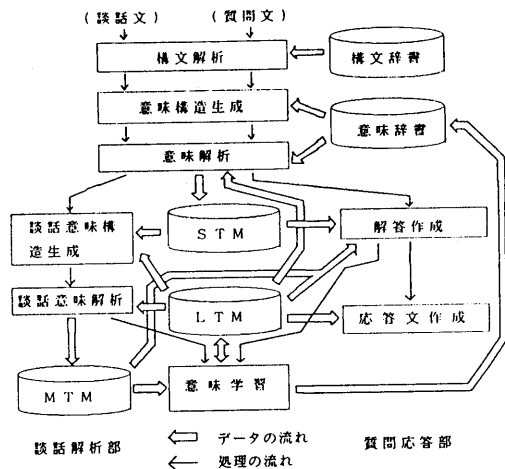 (談話文) (質問文)
構文解析
構文辞書
意味構造生成
意味辞書
意味解析
談話意味構
造生成
STM
解答作成
談話意味解析
LTM
応答文作成
MTM
意味学習
談話解析部
データの流れ
処理の流れ
質問応答部